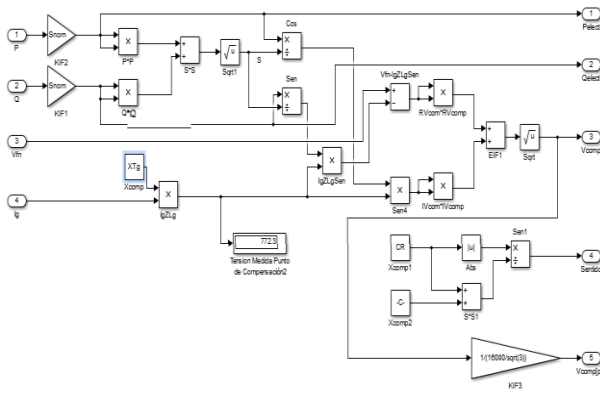 1
P
Snom
KIF2
X
P*P
+
+
S*S
√u
Sqrt1
S
Cos
X
÷
1
Pelect
2
Q
Snom
KIF1
X
Q*Q
Sen
X
÷
Vfn-IgZLgSen
+
−
X
RVcom*RVcomp
2
Qelect
3
Vfn
XTg
Xcomp
4
Ig
X
IgZLg
X
IgZLgSen
X
Sen4
X
IVcom*IVcomp
+
+
EIF1
√u
Sqrt
3
Vcomp
772.3
Tension Medida Punto
de Compensación2
CR
Xcomp1
|u|
Abs
Sen1
X
÷
4
Sentido
-C-
Xcomp2
+
+
S*S1
1/(16000/sqrt(3))
KIF3
5